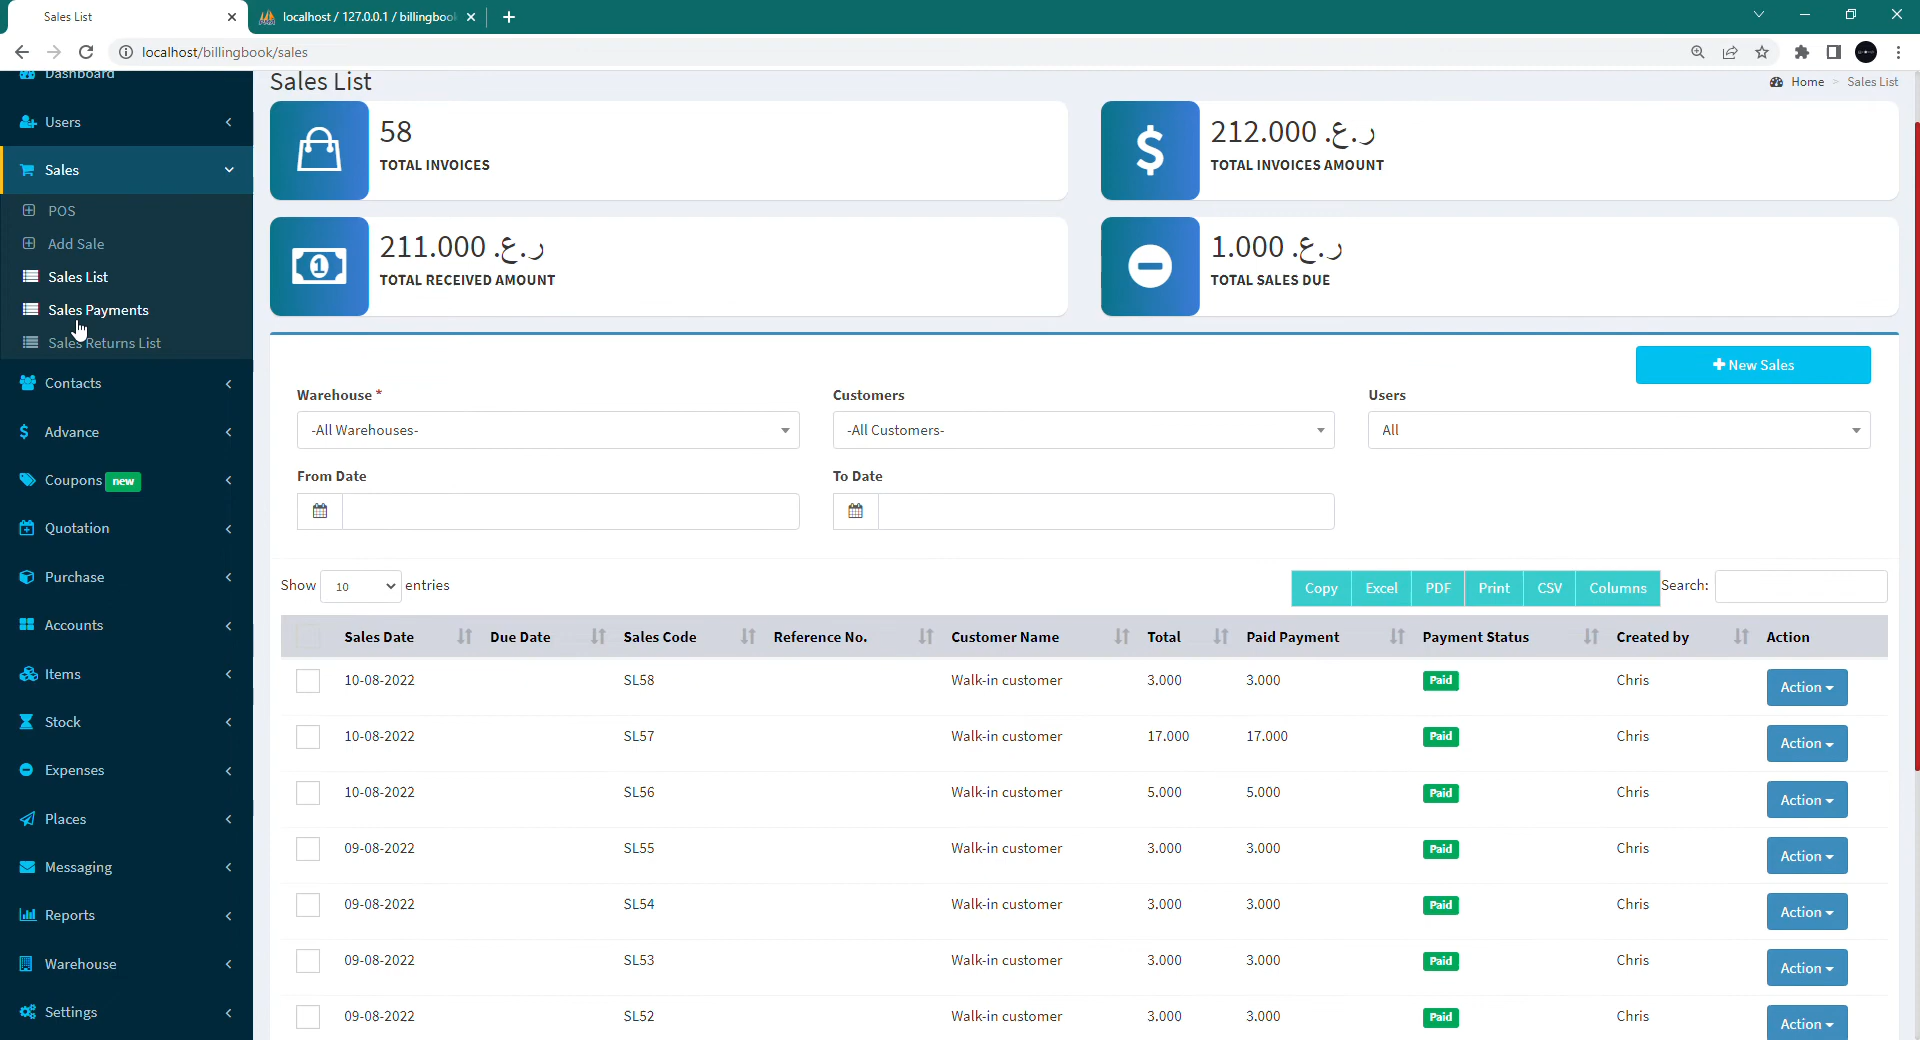 Sales List
localhost / 127.0.0.1 / billingbook
localhost/billingbook/sales
Dashboard
Users
Sales
POS
Add Sale
Sales List
Sales Payments
Sales Returns List
Contacts
Advance
Coupons new
Quotation
Purchase
Accounts
Items
Stock
Expenses
Places
Messaging
Reports
Warehouse
Settings
Sales List
Home > Sales List
58
TOTAL INVOICES
212.000 ر.ع.
TOTAL INVOICES AMOUNT
211.000 ر.ع.
TOTAL RECEIVED AMOUNT
1.000 ر.ع.
TOTAL SALES DUE
New Sales
Warehouse * Customers Users
-All Warehouses- -All Customers- All
From Date To Date
Show 10 entries Copy Excel PDF Print CSV Columns Search:
Sales Date Due Date Sales Code Reference No. Customer Name Total Paid Payment Payment Status Created by Action
10-08-2022 SL58 Walk-in customer 3.000 3.000 Paid Chris Action
10-08-2022 SL57 Walk-in customer 17.000 17.000 Paid Chris Action
10-08-2022 SL56 Walk-in customer 5.000 5.000 Paid Chris Action
09-08-2022 SL55 Walk-in customer 3.000 3.000 Paid Chris Action
09-08-2022 SL54 Walk-in customer 3.000 3.000 Paid Chris Action
09-08-2022 SL53 Walk-in customer 3.000 3.000 Paid Chris Action
09-08-2022 SL52 Walk-in customer 3.000 3.000 Paid Chris Action